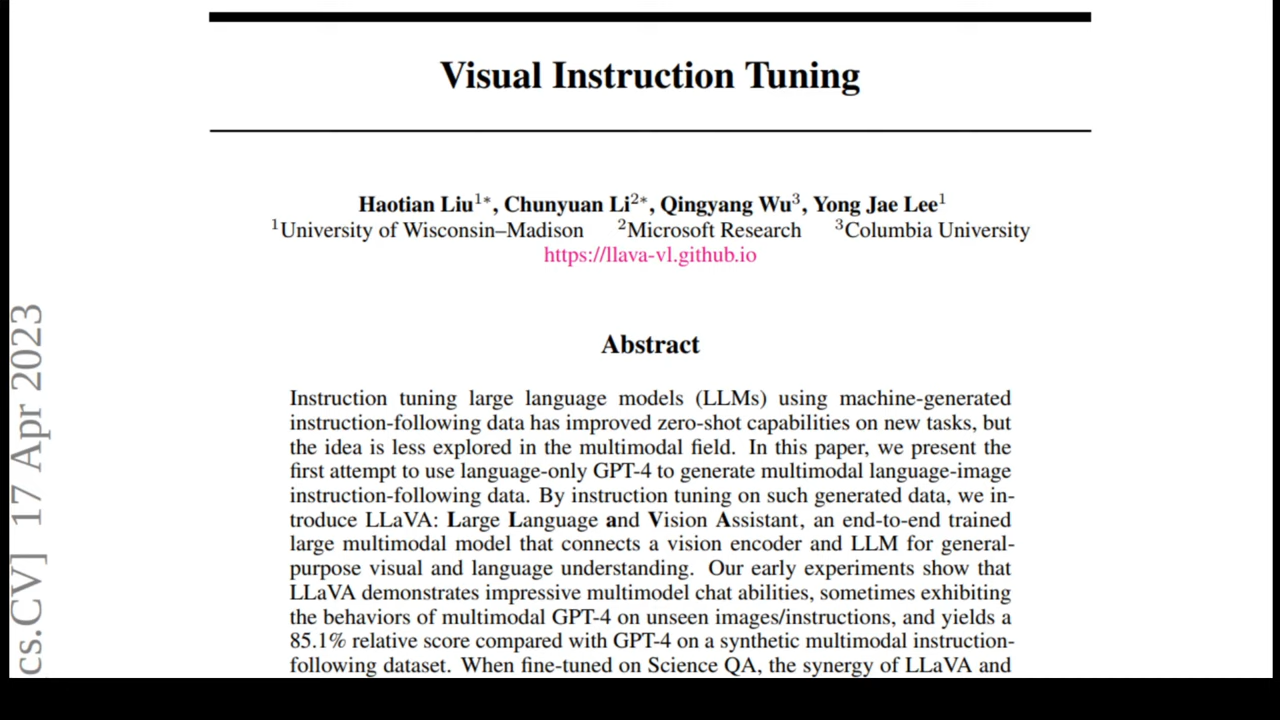 Visual Instruction Tuning
Haotian Liu¹*, Chunyuan Li²*, Qingyang Wu³, Yong Jae Lee¹
¹University of Wisconsin–Madison ²Microsoft Research ³Columbia University
https://llava-vl.github.io
Abstract
Instruction tuning large language models (LLMs) using machine-generated
instruction-following data has improved zero-shot capabilities on new tasks, but
the idea is less explored in the multimodal field. In this paper, we present the
first attempt to use language-only GPT-4 to generate multimodal language-image
instruction-following data. By instruction tuning on such generated data, we in-
troduce LLaVA: Large Language and Vision Assistant, an end-to-end trained
large multimodal model that connects a vision encoder and LLM for general-
purpose visual and language understanding. Our early experiments show that
LLaVA demonstrates impressive multimodel chat abilities, sometimes exhibiting
the behaviors of multimodal GPT-4 on unseen images/instructions, and yields a
85.1% relative score compared with GPT-4 on a synthetic multimodal instruction-
following dataset. When fine-tuned on Science QA, the synergy of LLaVA and
cs.CV] 17 Apr 2023